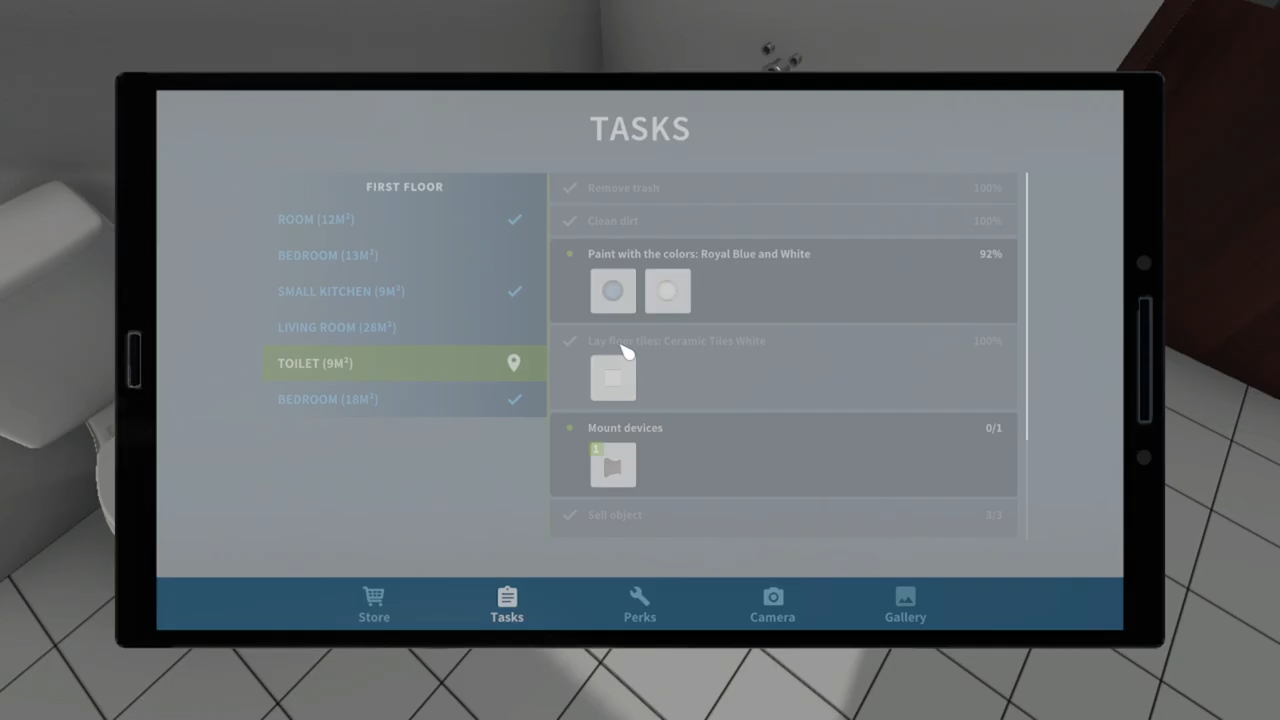 TASKS
FIRST FLOOR
ROOM (12M²)
BEDROOM (13M²)
SMALL KITCHEN (9M²)
LIVING ROOM (28M²)
TOILET (9M²)
BEDROOM (18M²)
Remove trash 100%
Clean dirt 100%
Paint with the colors: Royal Blue and White 92%
Lay floor tiles: Ceramic Tiles White 100%
Mount devices 0/1
1
Sell object 3/3
Store Tasks Perks Camera Gallery